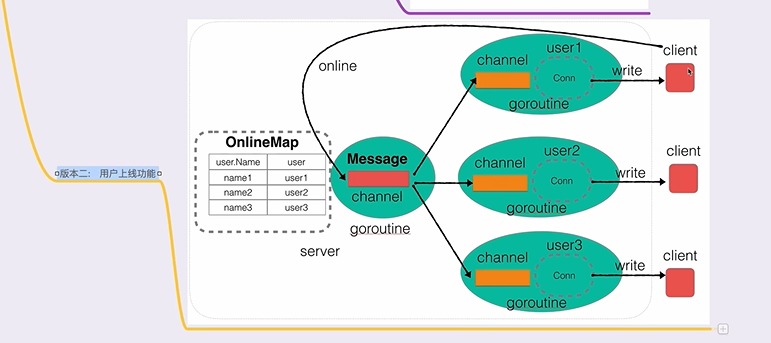 版本二： 用户上线功能
online
OnlineMap
user.Name user
name1 user1
name2 user2
name3 user3
server
Message
channel
goroutine
user1
channel
Conn
goroutine
write
client
user2
channel
Conn
goroutine
write
client
user3
channel
Conn
goroutine
write
client